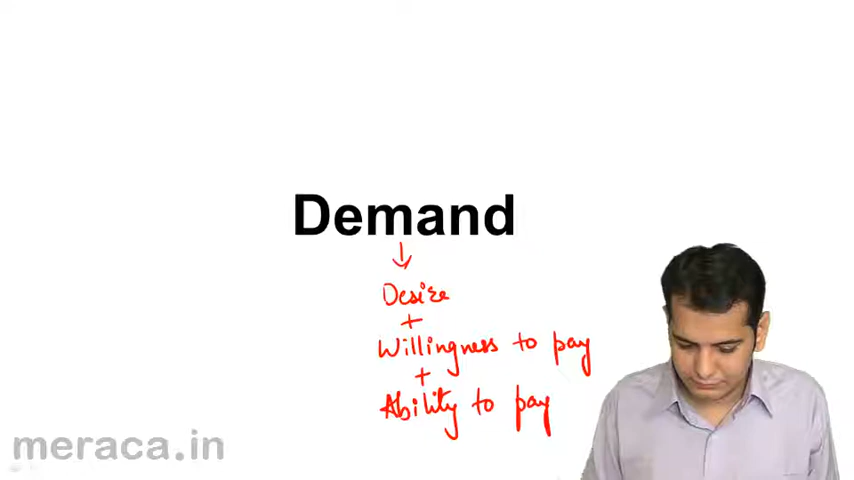 Demand
Desire
+
Willingness to pay
+
Ability to pay
meraca.in